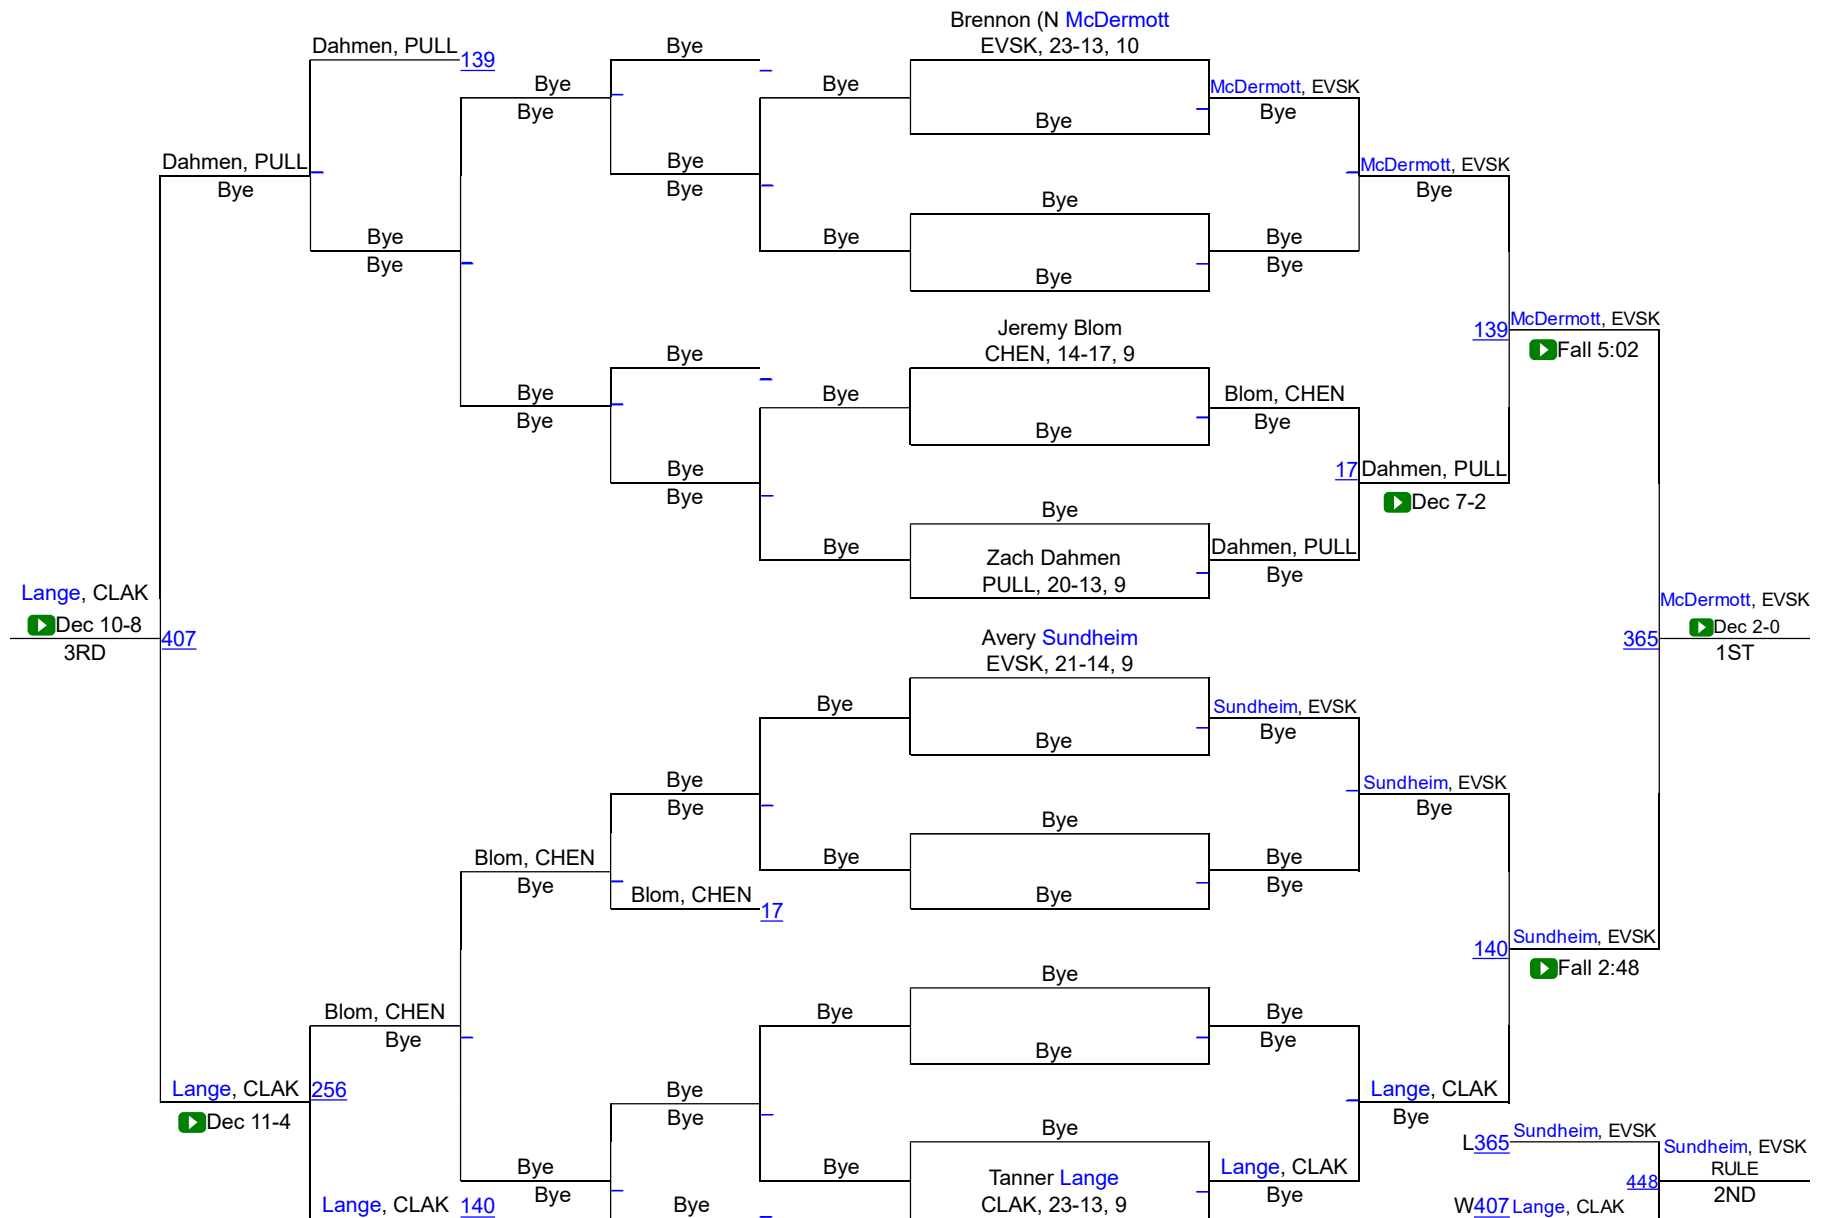 Brennon (N McDermott
EVSK, 23-13, 10
Dahmen, PULL
139
Bye
Bye
Bye
McDermott, EVSK
Bye
Bye
Bye
Dahmen, PULL
Bye
Bye
Bye
McDermott, EVSK
Bye
Bye
Bye
Bye
Bye
Bye
Bye
Bye
Jeremy Blom
CHEN, 14-17, 9
139
McDermott, EVSK
Fall 5:02
Bye
Bye
Bye
Bye
Blom, CHEN
Bye
Bye
Bye
Bye
17
Dahmen, PULL
Dec 7-2
Bye
Bye
Zach Dahmen
PULL, 20-13, 9
Dahmen, PULL
Bye
Lange, CLAK
Dec 10-8
3RD
407
McDermott, EVSK
Dec 2-0
1ST
365
Avery Sundheim
EVSK, 21-14, 9
Bye
Sundheim, EVSK
Bye
Bye
Bye
Bye
Sundheim, EVSK
Bye
Bye
Blom, CHEN
Bye
Bye
Bye
Bye
Blom, CHEN
17
Bye
140
Sundheim, EVSK
Fall 2:48
Bye
Blom, CHEN
Bye
Bye
Bye
Bye
Bye
Lange, CLAK
256
Dec 11-4
Bye
Bye
Lange, CLAK
Bye
Bye
L365
Sundheim, EVSK
Bye
Bye
Bye
Tanner Lange
CLAK, 23-13, 9
Lange, CLAK
Bye
Sundheim, EVSK
RULE
448
2ND
Lange, CLAK
140
Bye
W407
Lange, CLAK